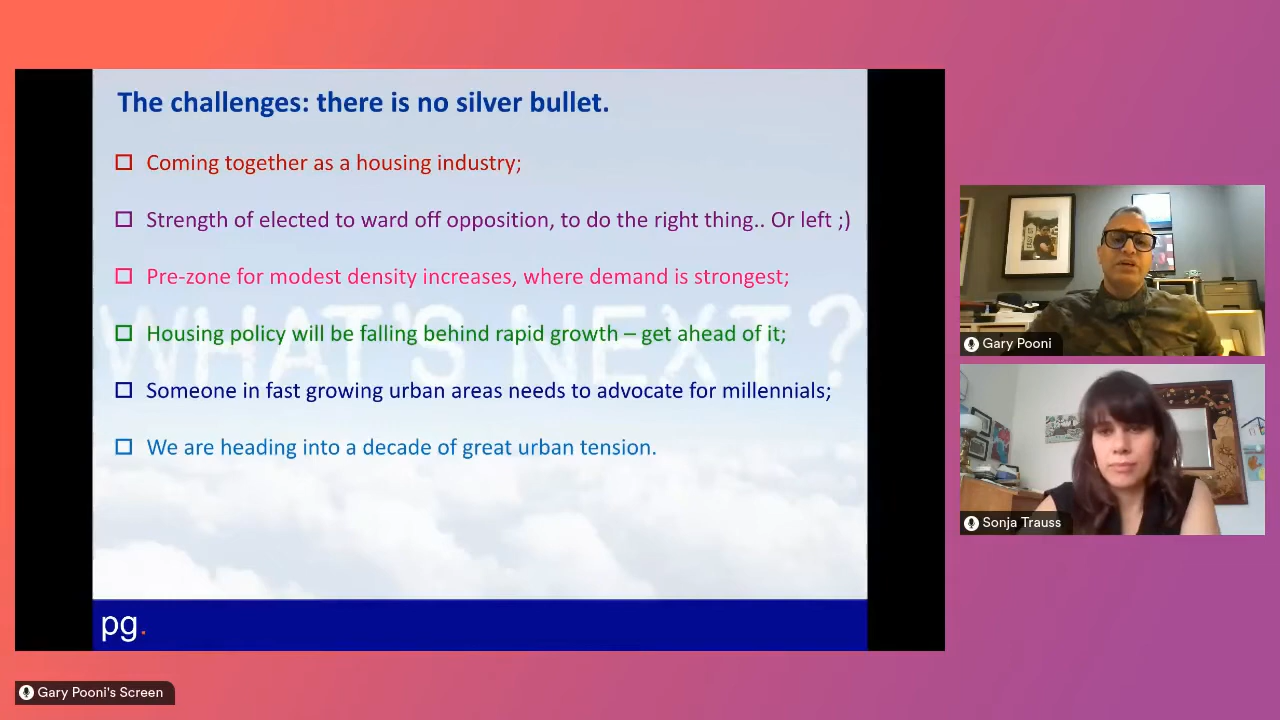 The challenges: there is no silver bullet.
Coming together as a housing industry;
Strength of elected to ward off opposition, to do the right thing.. Or left ;)
Pre-zone for modest density increases, where demand is strongest;
WHAT'S NEXT?
Housing policy will be falling behind rapid growth – get ahead of it;
Someone in fast growing urban areas needs to advocate for millennials;
We are heading into a decade of great urban tension.
pg.
Gary Pooni
Sonja Trauss
Gary Pooni's Screen